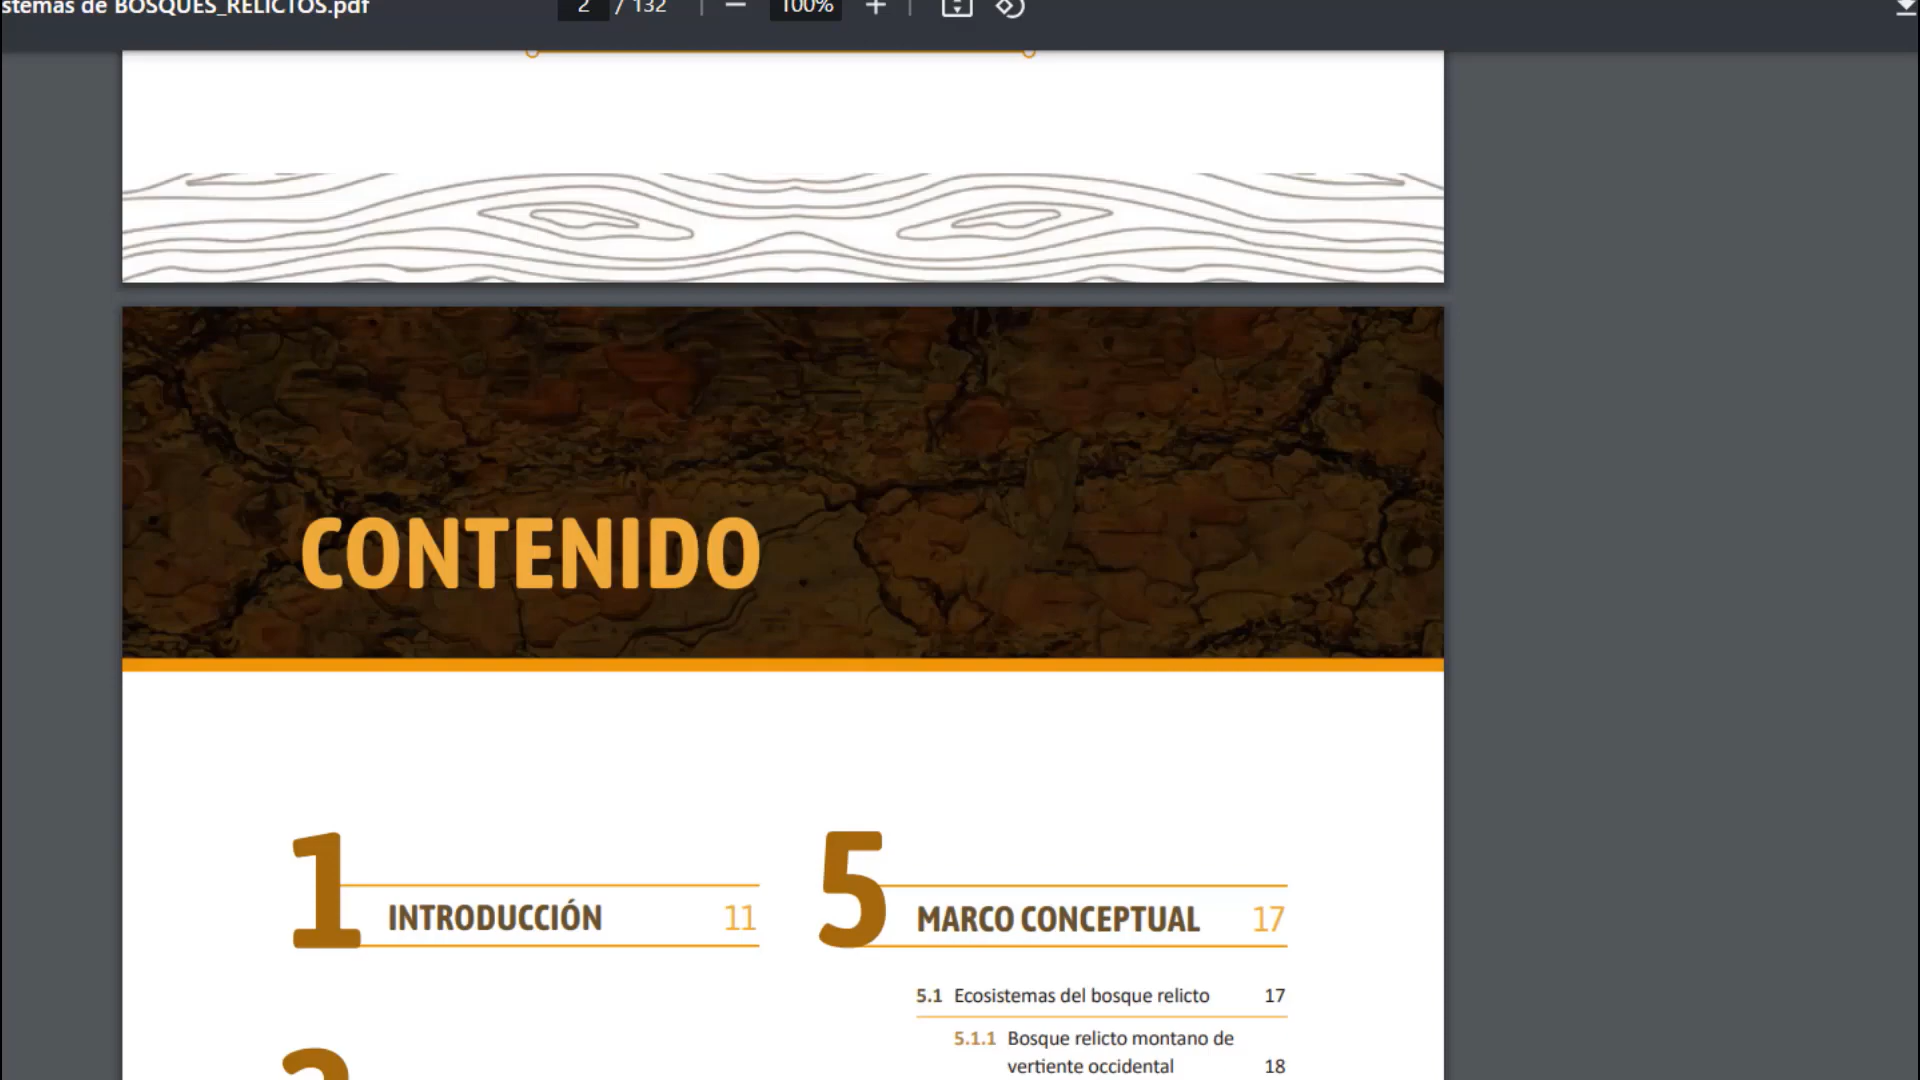 stemas de BOSQUES_RELICTOS.pdf
2 / 132
100%
CONTENIDO
1 INTRODUCCIÓN 11
5 MARCO CONCEPTUAL 17
5.1 Ecosistemas del bosque relicto 17
5.1.1 Bosque relicto montano de
vertiente occidental 18